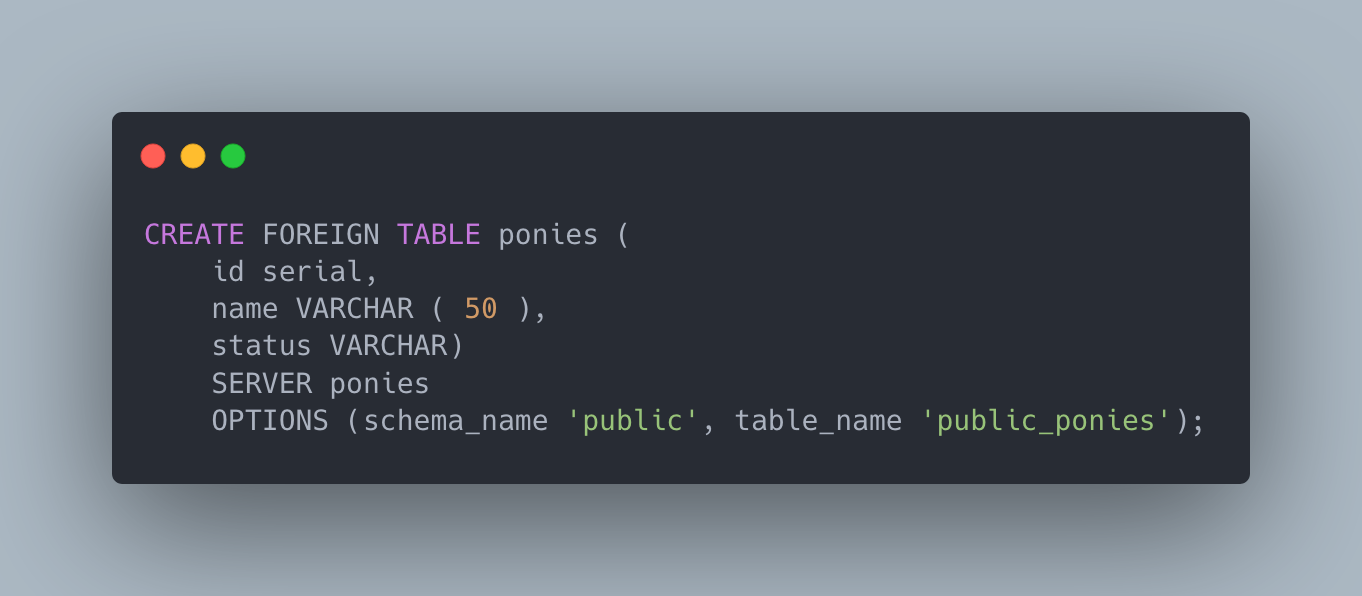 CREATE FOREIGN TABLE ponies (
    id serial,
    name VARCHAR ( 50 ),
    status VARCHAR)
    SERVER ponies
    OPTIONS (schema_name 'public', table_name 'public_ponies');